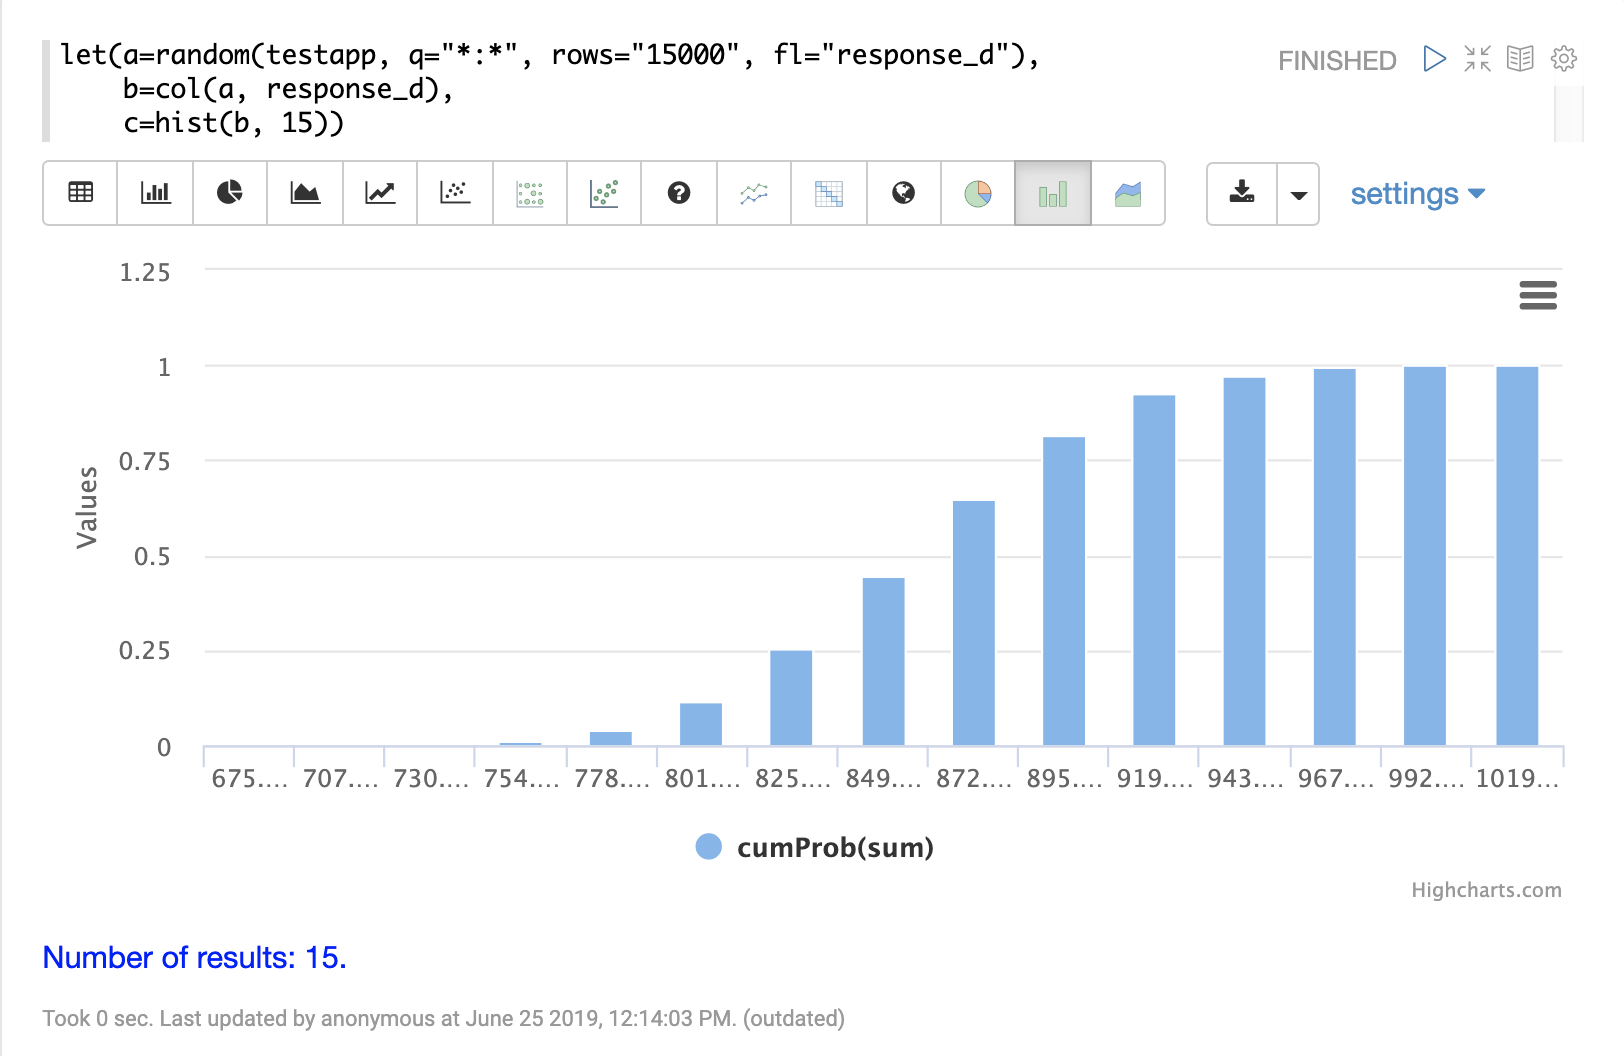 let(a=random(testapp, q="*:*", rows="15000", fl="response_d"),
    b=col(a, response_d),
    c=hist(b, 15))
FINISHED
settings
1.25
1
0.75
0.5
0.25
0
Values
675.... 707.... 730.... 754.... 778.... 801.... 825.... 849.... 872.... 895.... 919.... 943.... 967.... 992.... 1019...
cumProb(sum)
Highcharts.com
Number of results: 15.
Took 0 sec. Last updated by anonymous at June 25 2019, 12:14:03 PM. (outdated)